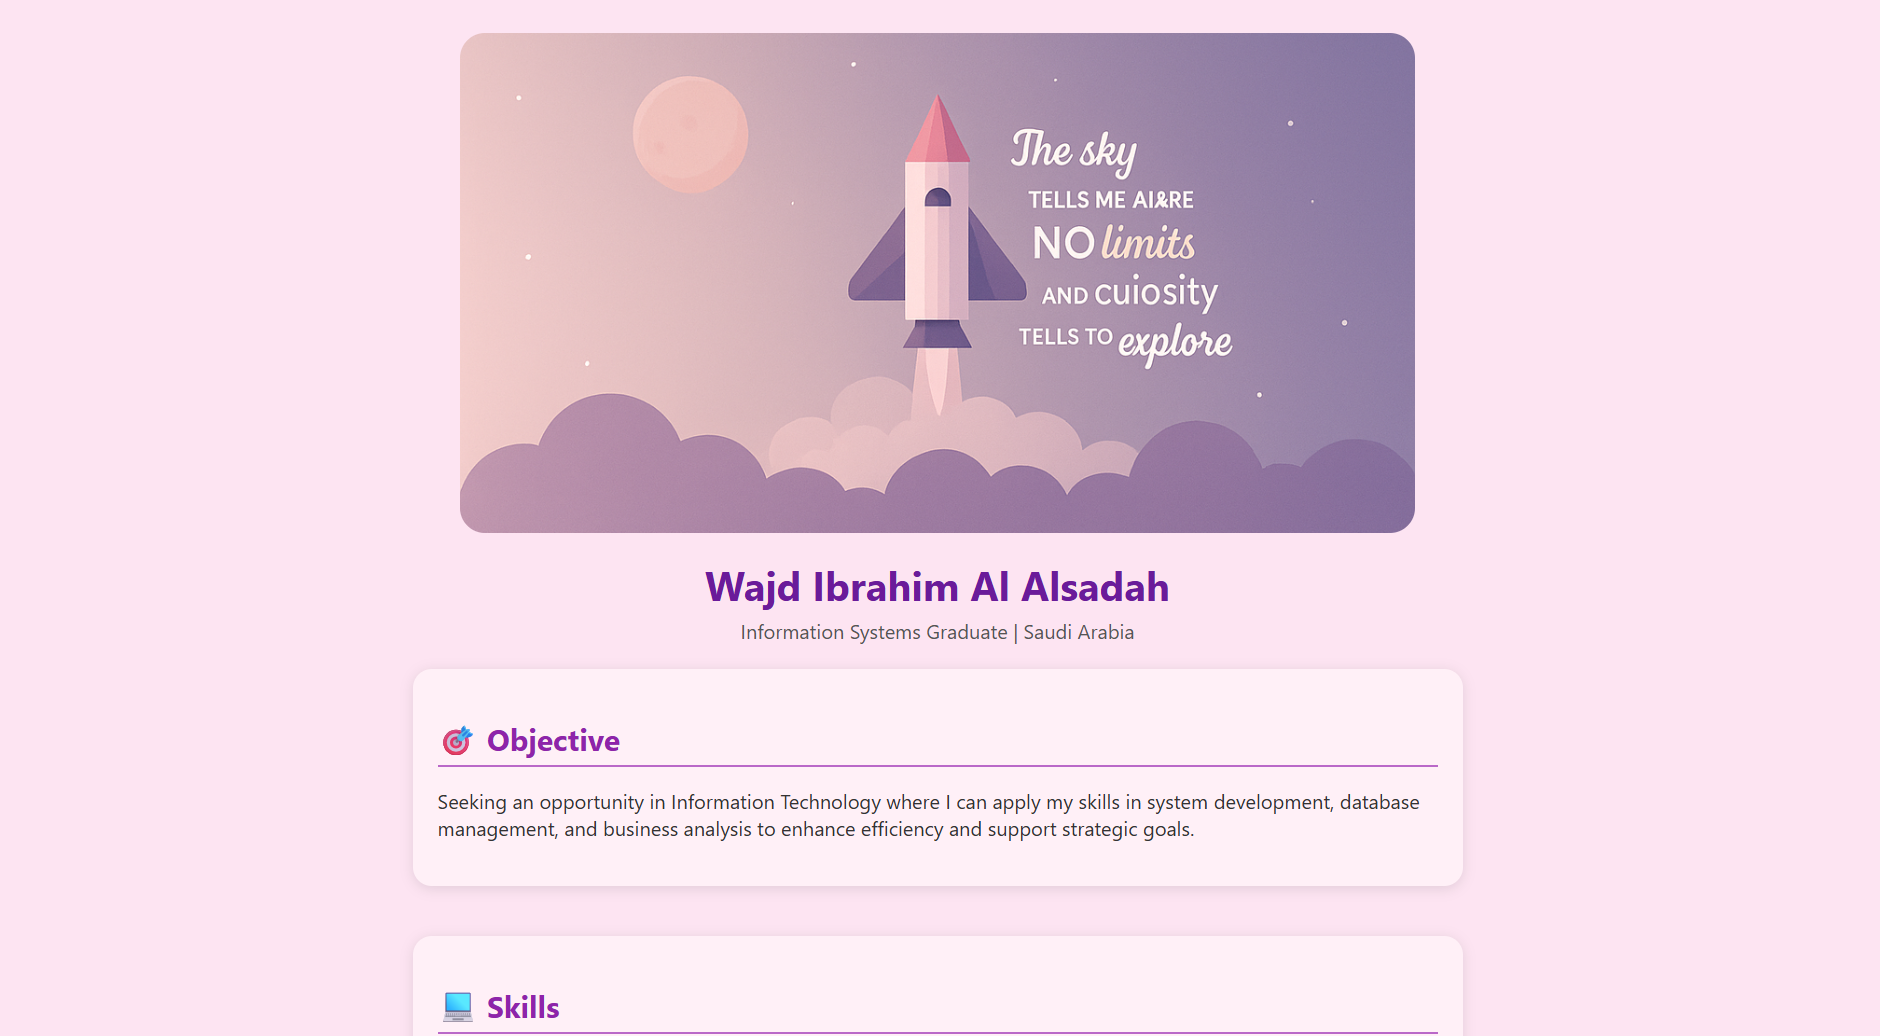 The sky
TELLS ME AI&RE
NO limits
AND cuiosity
TELLS TO explore
Wajd Ibrahim Al Alsadah
Information Systems Graduate | Saudi Arabia
Objective
Seeking an opportunity in Information Technology where I can apply my skills in system development, database
management, and business analysis to enhance efficiency and support strategic goals.
Skills